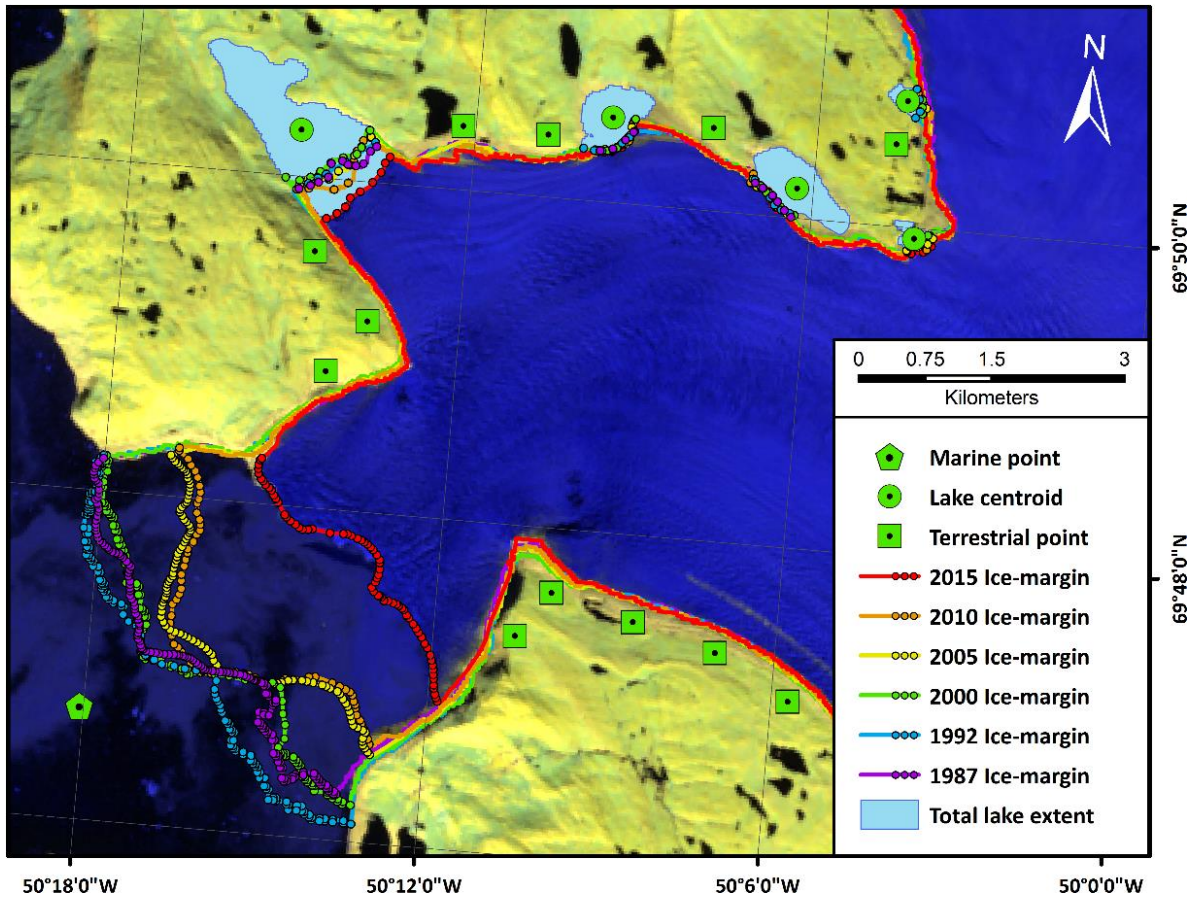 N
69°50'0"N
0 0.75 1.5 3
Kilometers
Marine point
Lake centroid
Terrestrial point
2015 Ice-margin
2010 Ice-margin
2005 Ice-margin
2000 Ice-margin
1992 Ice-margin
1987 Ice-margin
Total lake extent
69°48'0"N
50°18'0"W 50°12'0"W 50°6'0"W 50°0'0"W